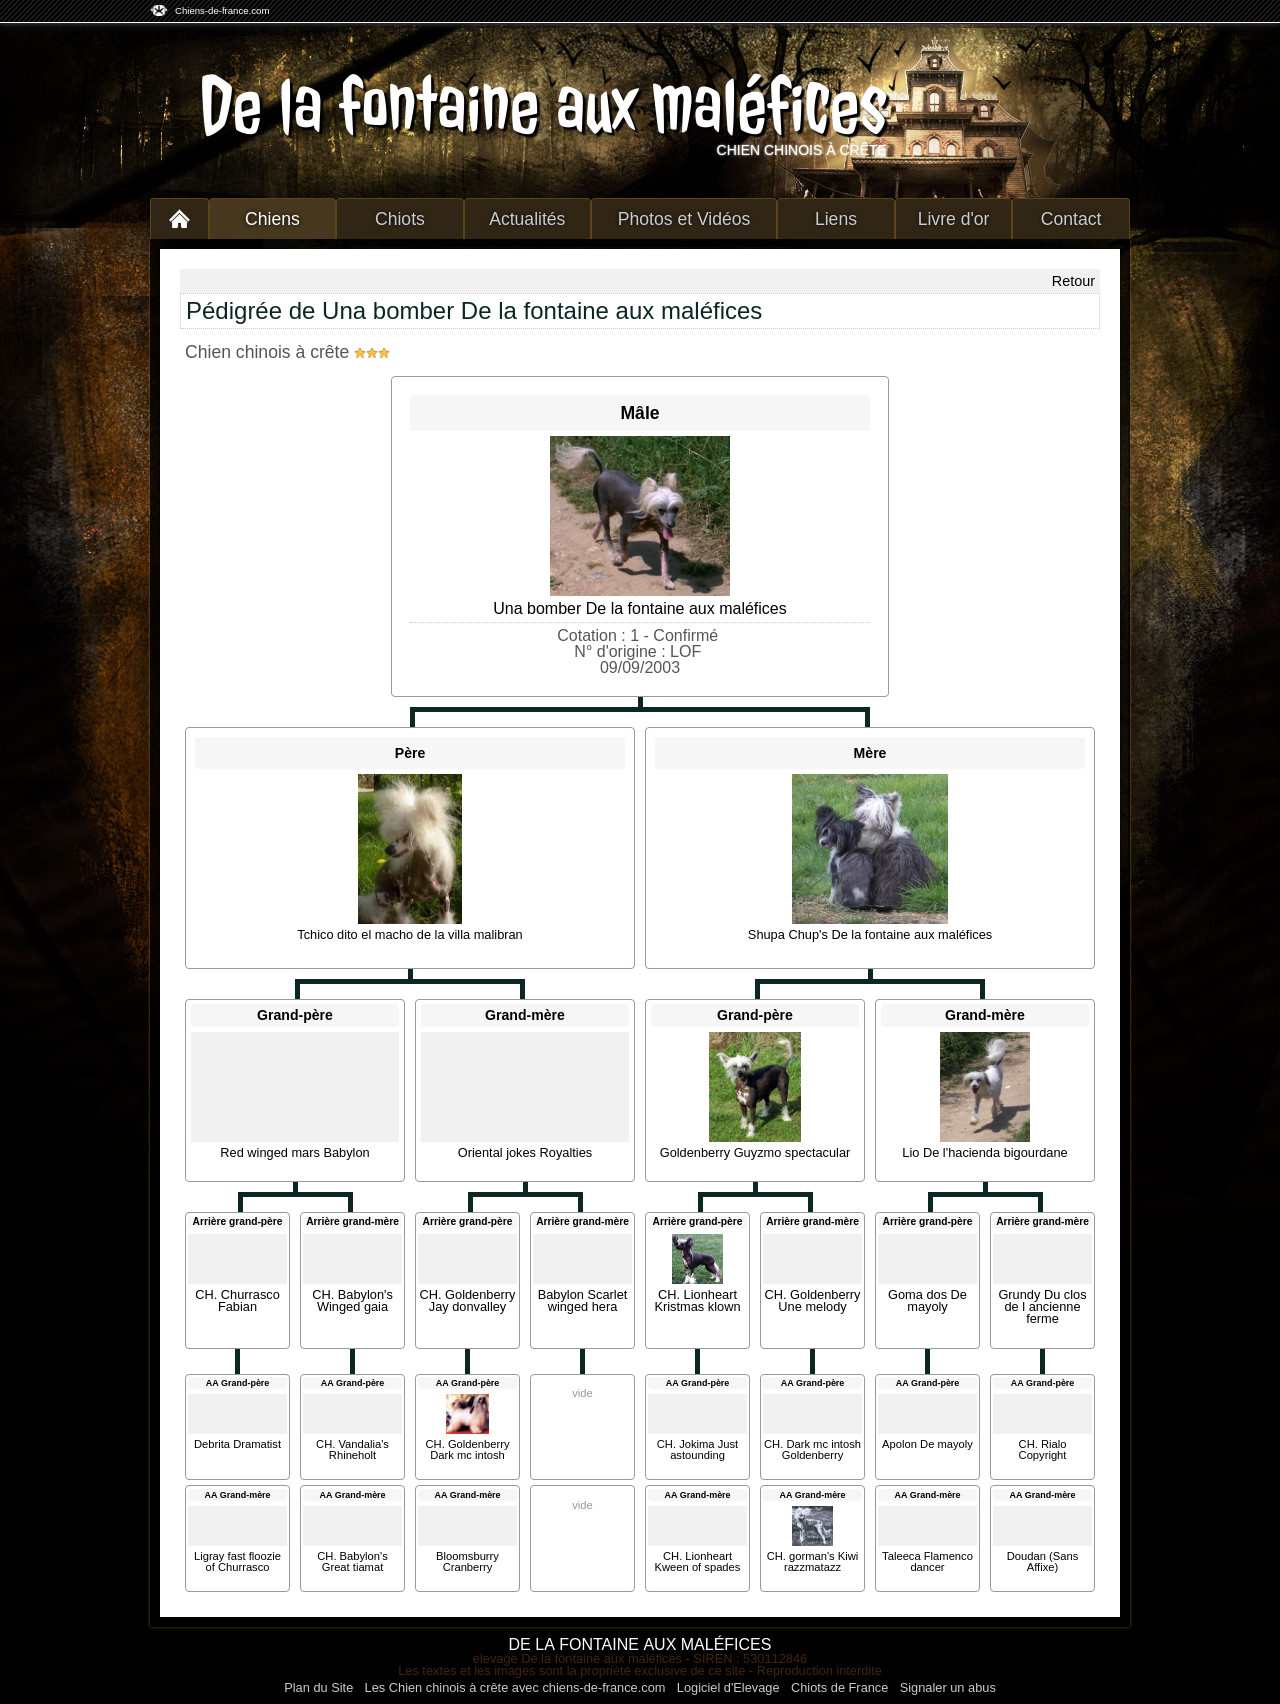 Chiens-de-france.com
De la fontaine aux maléfices
CHIEN CHINOIS À CRÊTE
Chiens Chiots Actualités Photos et Vidéos Liens Livre d'or Contact
Retour
Pédigrée de Una bomber De la fontaine aux maléfices
Chien chinois à crête
Mâle
Una bomber De la fontaine aux maléfices
Cotation : 1 - Confirmé
N° d'origine : LOF
09/09/2003
Père Mère
Tchico dito el macho de la villa malibran Shupa Chup's De la fontaine aux maléfices
Grand-père Grand-mère Grand-père Grand-mère
Red winged mars Babylon Oriental jokes Royalties Goldenberry Guyzmo spectacular Lio De l'hacienda bigourdane
Arrière grand-père Arrière grand-mère Arrière grand-père Arrière grand-mère Arrière grand-père Arrière grand-mère Arrière grand-père Arrière grand-mère
CH. Churrasco CH. Babylon's CH. Goldenberry Babylon Scarlet CH. Lionheart CH. Goldenberry Goma dos De Grundy Du clos
Fabian Winged gaia Jay donvalley winged hera Kristmas klown Une melody mayoly de l ancienne
ferme
AA Grand-père AA Grand-père AA Grand-père AA Grand-père AA Grand-père AA Grand-père AA Grand-père
vide
Debrita Dramatist CH. Vandalia's CH. Goldenberry CH. Jokima Just CH. Dark mc intosh Apolon De mayoly CH. Rialo
Rhineholt Dark mc intosh astounding Goldenberry Copyright
AA Grand-mère AA Grand-mère AA Grand-mère AA Grand-mère AA Grand-mère AA Grand-mère AA Grand-mère
vide
Ligray fast floozie CH. Babylon's Bloomsburry CH. Lionheart CH. gorman's Kiwi Taleeca Flamenco Doudan (Sans
of Churrasco Great tiamat Cranberry Kween of spades razzmatazz dancer Affixe)
DE LA FONTAINE AUX MALÉFICES
elevage De la fontaine aux maléfices - SIREN : 530112846
Les textes et les images sont la propriété exclusive de ce site - Reproduction interdite
Plan du Site Les Chien chinois à crête avec chiens-de-france.com Logiciel d'Elevage Chiots de France Signaler un abus